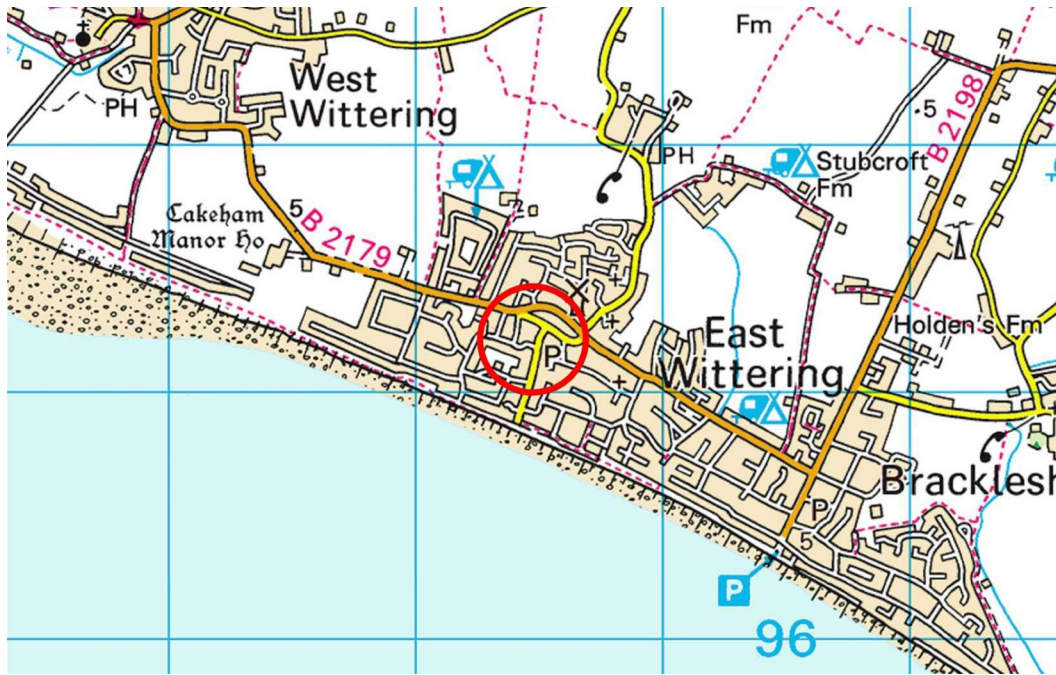 Fm
West
Wittering
PH
B 2198
5
PH
Stubcroft
Fm
Cakeham
Manor Ho
5
B 2179
Holden's Fm
East
Wittering
P
Brackles
P
5
P
96